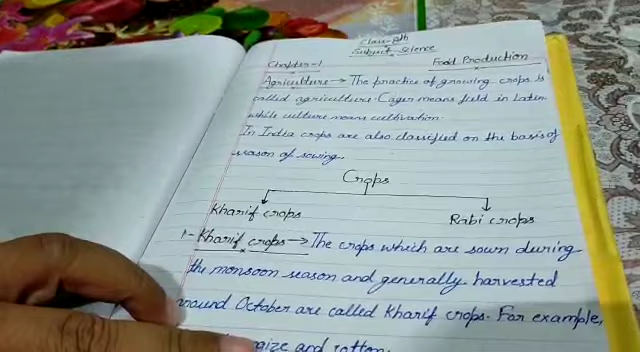 Class-8th
Subject Science
Chapter-1 Food Production
Agriculture → The practice of growing crops is
called agriculture. Cager means field in Latin
while culture means cultivation.
In India crops are also classified on the basis of
season of sowing.
Crops
Kharif crops Rabi crops
1- Kharif crops → The crops which are sown during
the monsoon season and generally harvested
around October are called Kharif crops. For example,
maize and cotton.